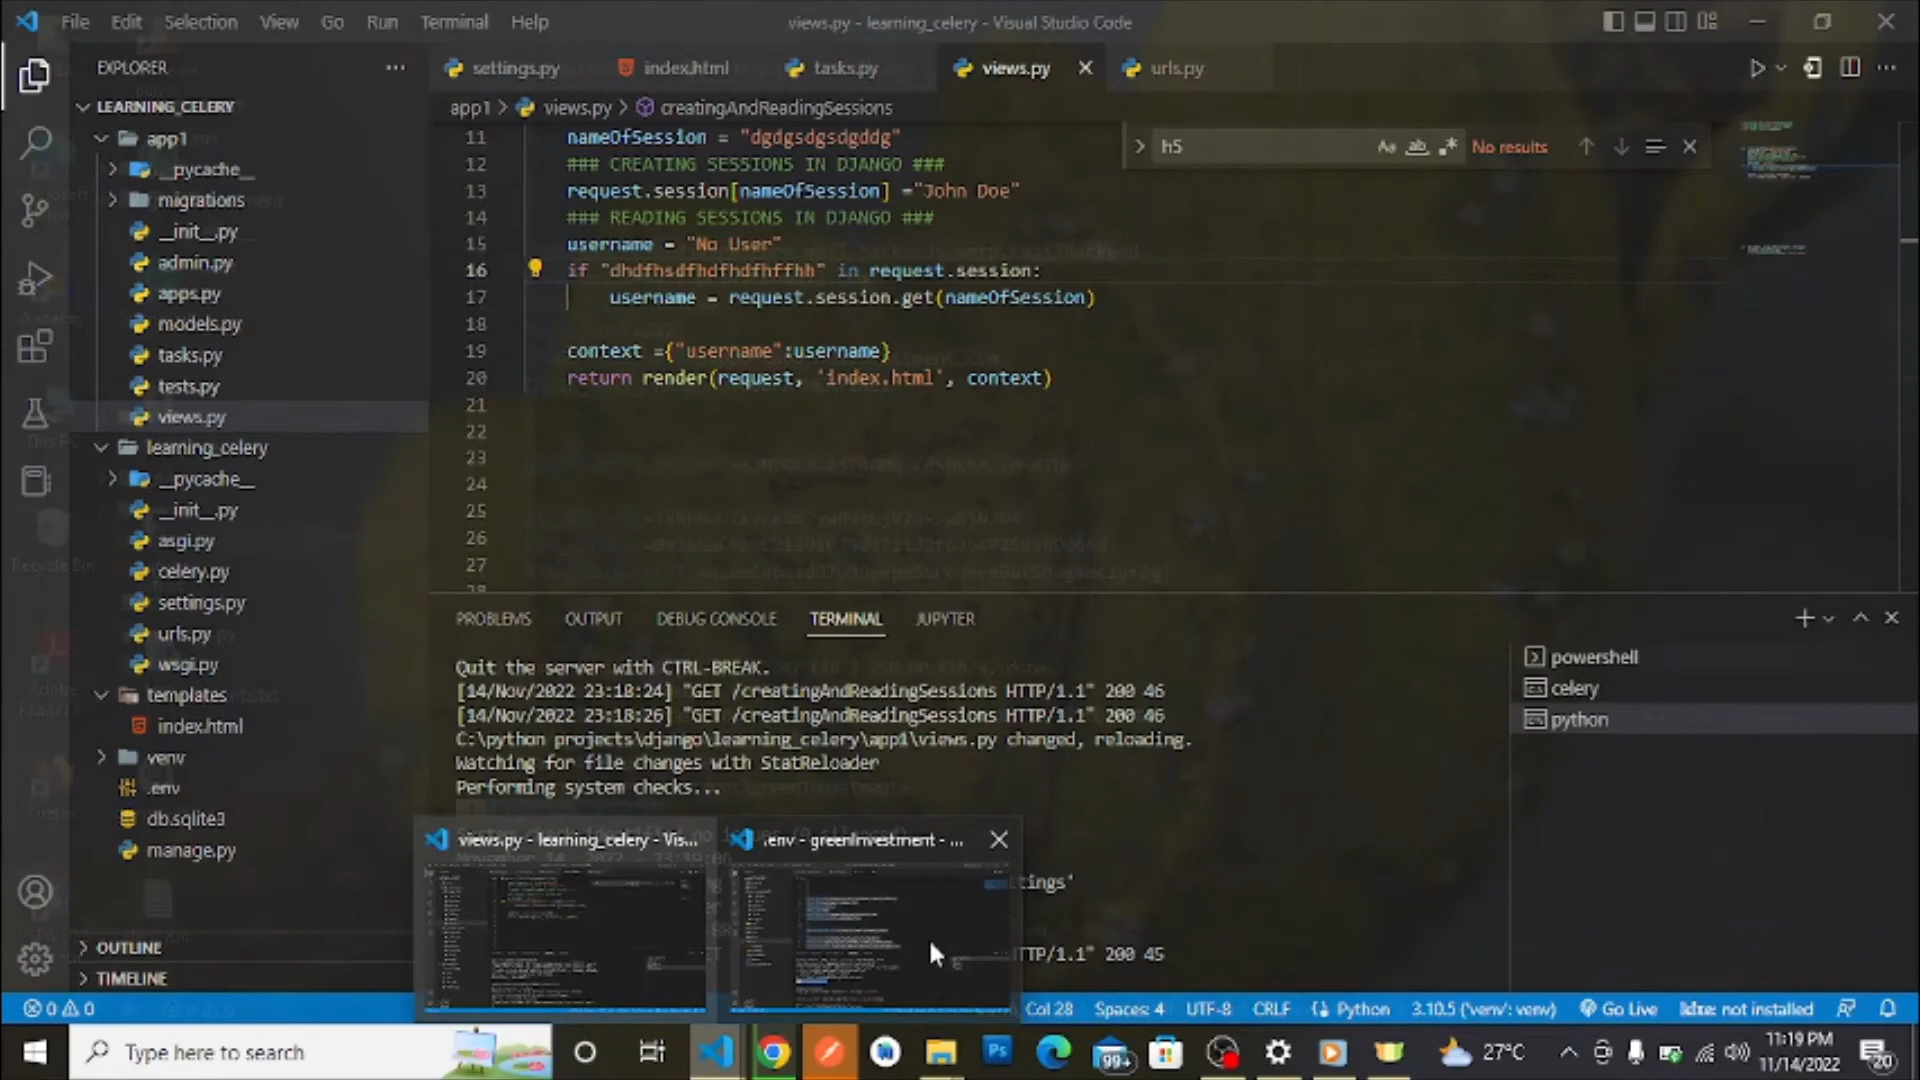 File Edit Selection View Go Run Terminal Help
views.py - learning_celery - Visual Studio Code
EXPLORER
settings.py index.html tasks.py views.py urls.py
LEARNING_CELERY
app1 > views.py > creatingAndReadingSessions
app1
__pycache__
migrations
__init__.py
admin.py
apps.py
models.py
tasks.py
tests.py
views.py
learning_celery
__pycache__
__init__.py
asgi.py
celery.py
settings.py
urls.py
wsgi.py
templates
index.html
venv
.env
db.sqlite3
manage.py
OUTLINE
TIMELINE
h5 Aa ab No results
11 nameOfSession = "dgdgsdgsdgddg"
12 ### CREATING SESSIONS IN DJANGO ###
13 request.session[nameOfSession] ="John Doe"
14 ### READING SESSIONS IN DJANGO ###
15 username = "No User"
16 if "dhdfhsdfhdfhdfhffhh" in request.session:
17 username = request.session.get(nameOfSession)
18
19 context ={"username":username}
20 return render(request, 'index.html', context)
21
22
23
24
25
26
27
28
PROBLEMS OUTPUT DEBUG CONSOLE TERMINAL JUPYTER
Quit the server with CTRL-BREAK.
[14/Nov/2022 23:18:24] "GET /creatingAndReadingSessions HTTP/1.1" 200 46
[14/Nov/2022 23:18:26] "GET /creatingAndReadingSessions HTTP/1.1" 200 46
C:\python projects\django\learning_celery\app1\views.py changed, reloading.
Watching for file changes with StatReloader
Performing system checks...
ttings'
TTP/1.1" 200 45
powershell
celery
python
views.py - learning_celery - Vis...
.env - greenInvestment - ...
0 0 Col 28 Spaces: 4 UTF-8 CRLF Python 3.10.5 ('venv': venv) Go Live kite: not installed
Type here to search
Ps
99+
27°C
11:19 PM
11/14/2022
20